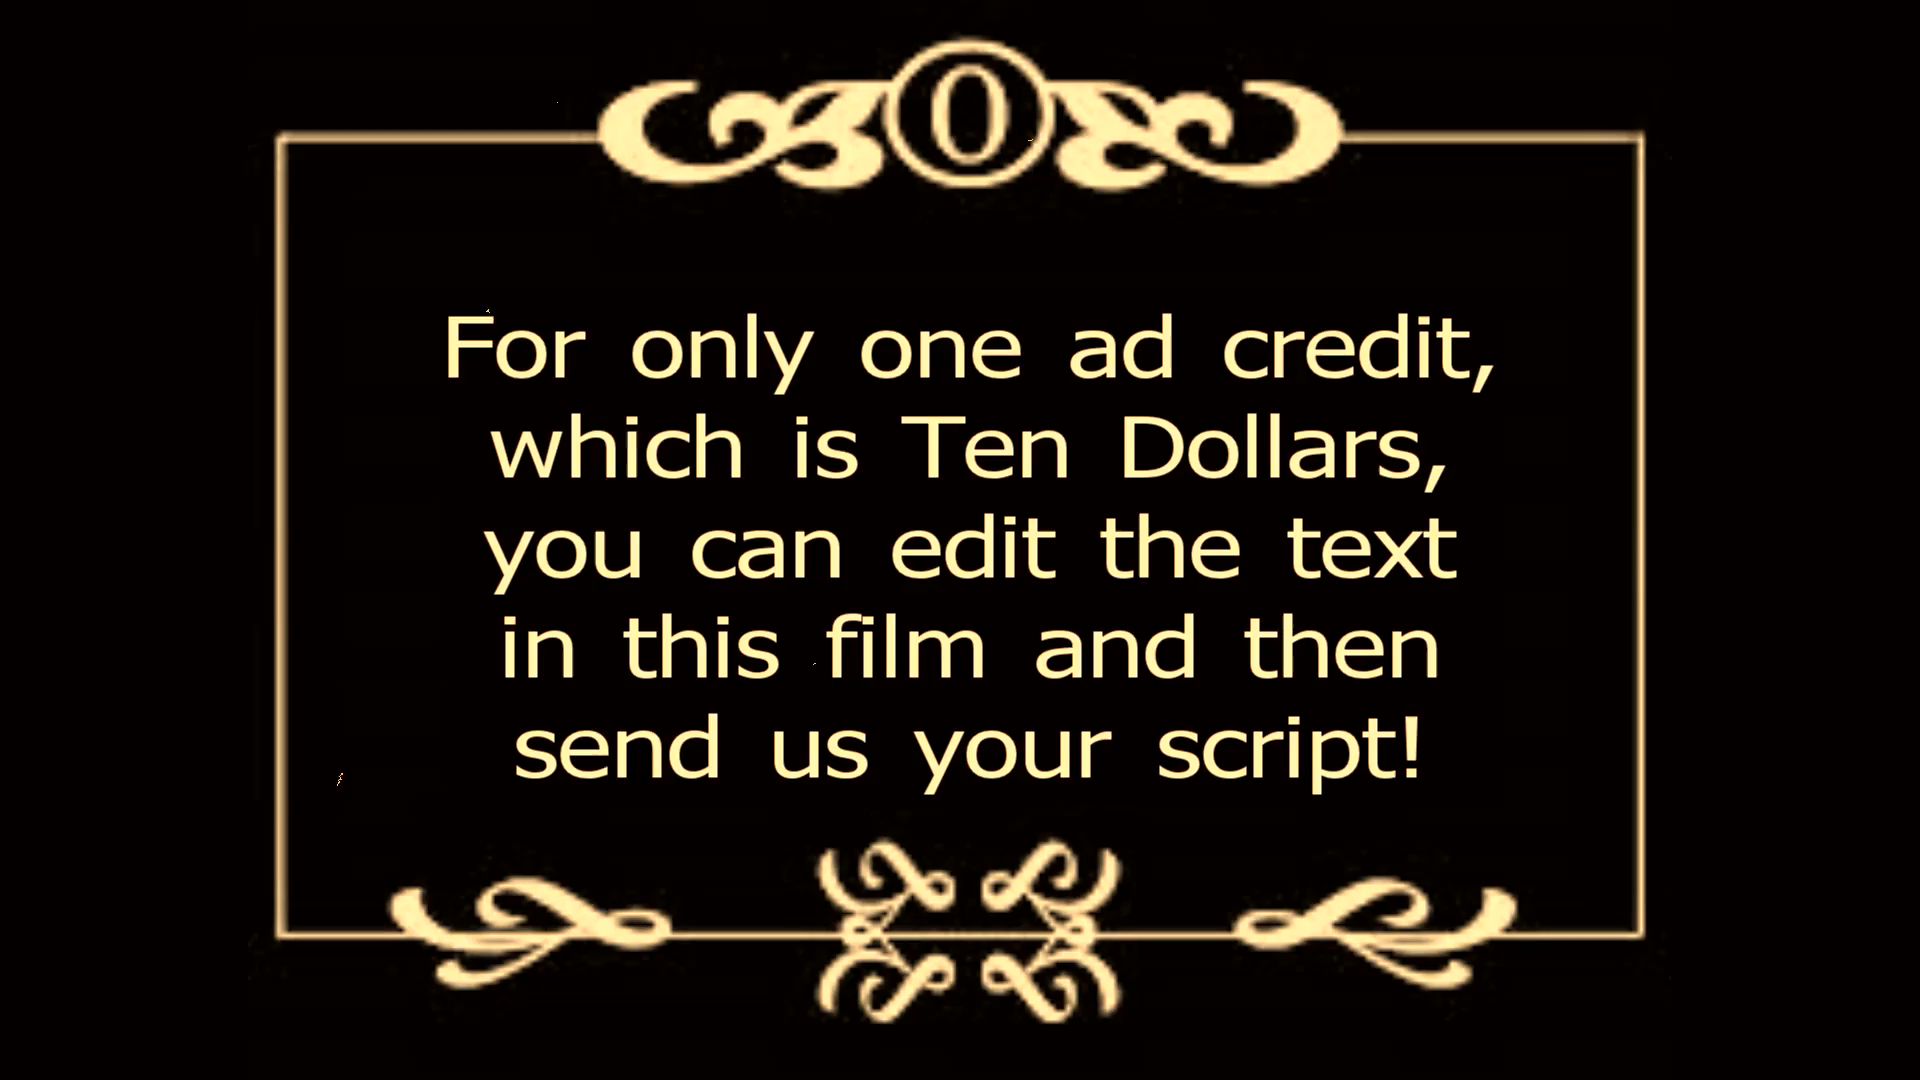 0
For only one ad credit,
which is Ten Dollars,
you can edit the text
in this film and then
send us your script!